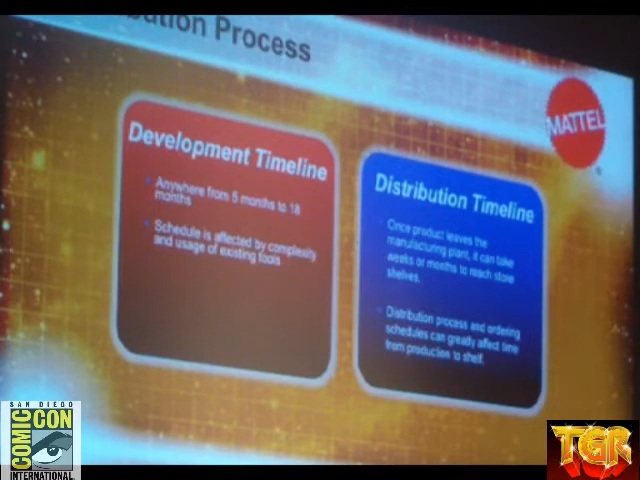 bution Process
MATTEL
Development Timeline
Anywhere from 5 months to 18
months
Schedule is affected by complexity
and usage of existing tools
Distribution Timeline
Once product leaves the
manufacturing plant, it can take
weeks or months to reach store
shelves.
Distribution process and ordering
schedules can greatly affect time
from production to shelf.
SAN DIEGO
COMIC CON
INTERNATIONAL
TGR